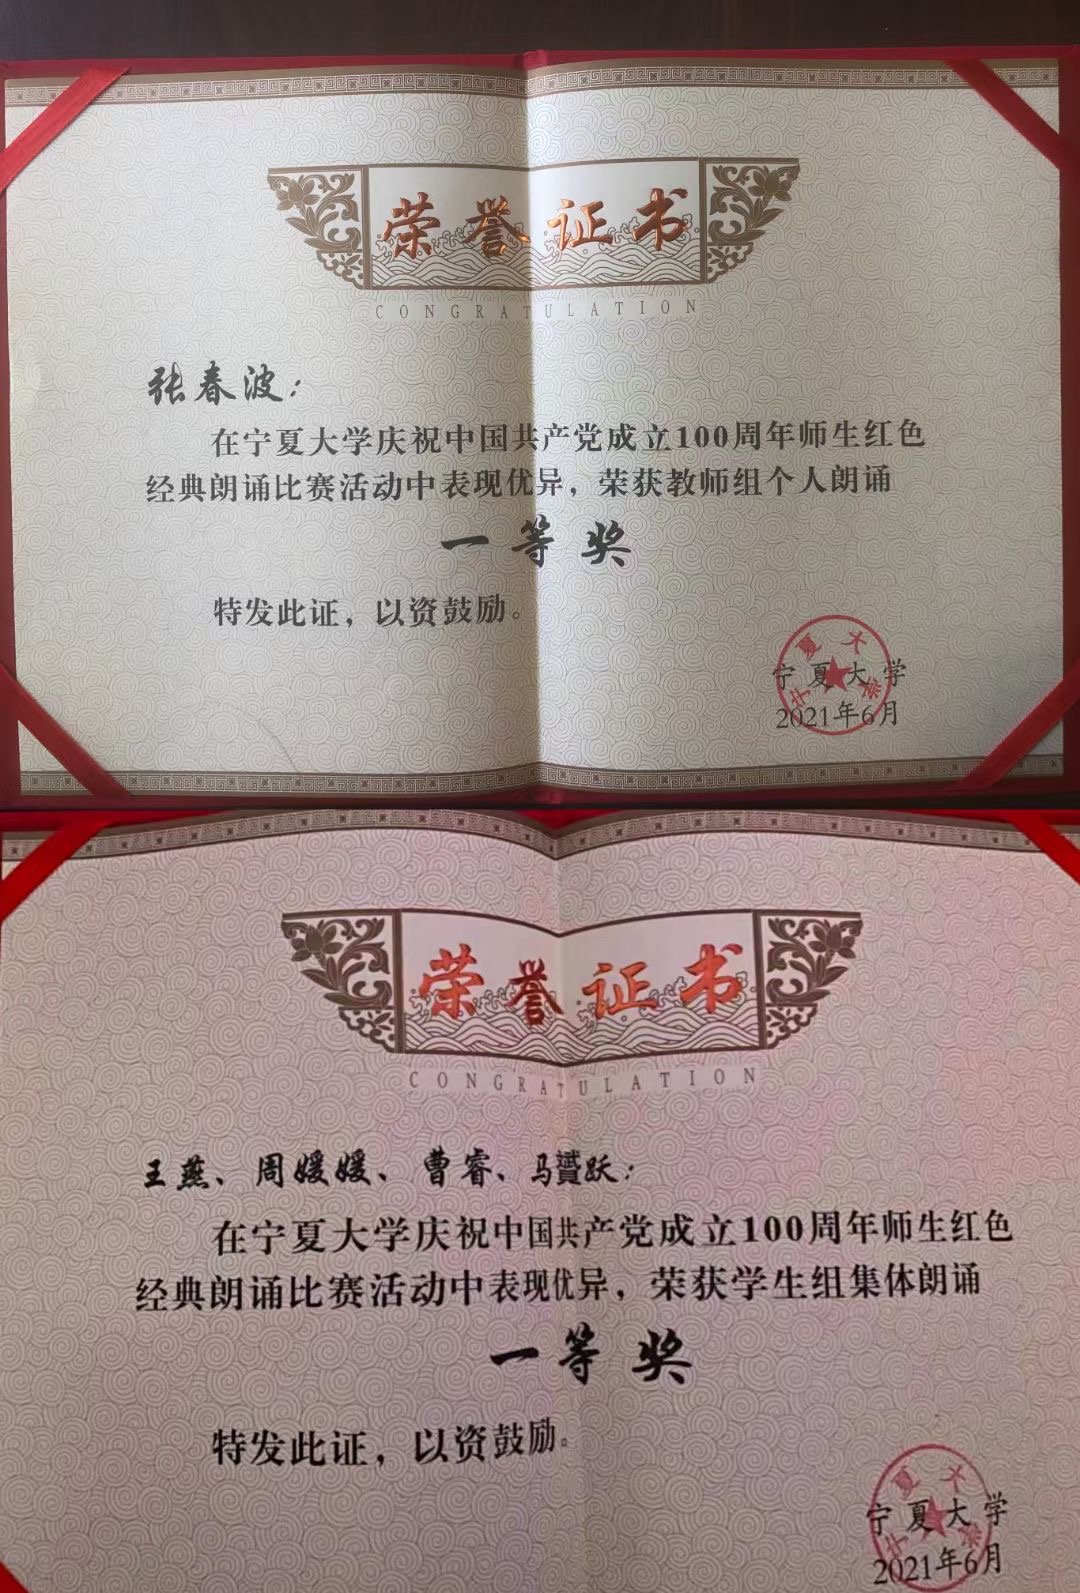 荣誉证书
CONGRATULATION
张春波：
在宁夏大学庆祝中国共产党成立100周年师生红色
经典朗诵比赛活动中表现优异，荣获教师组个人朗诵
一等奖
特发此证，以资鼓励。
宁夏大学
宁夏大学
2021年6月
荣誉证书
CONGRATULATION
王燕、周媛媛、曹睿、马赟跃：
在宁夏大学庆祝中国共产党成立100周年师生红色
经典朗诵比赛活动中表现优异，荣获学生组集体朗诵
一等奖
特发此证，以资鼓励。
宁夏大学
宁夏大学
2021年6月